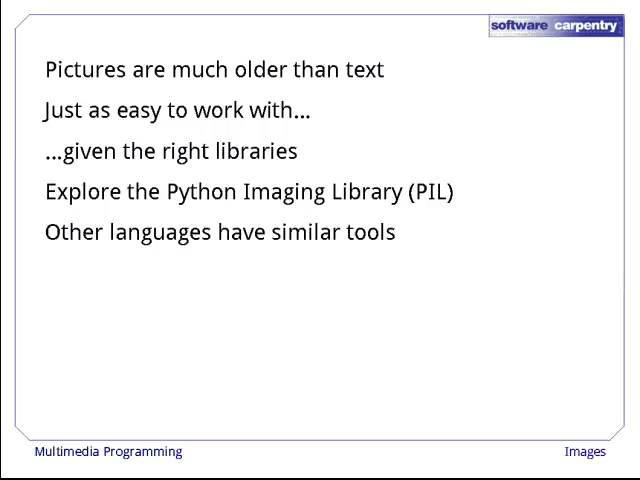 software carpentry
Pictures are much older than text
Just as easy to work with...
...given the right libraries
Explore the Python Imaging Library (PIL)
Other languages have similar tools
Multimedia Programming
Images